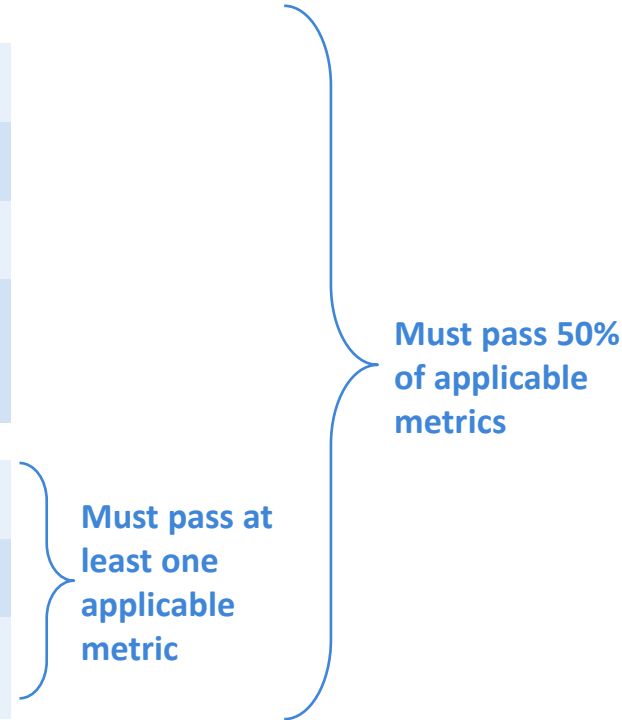 Must pass 50%
of applicable
metrics
Must pass at
least one
applicable
metric